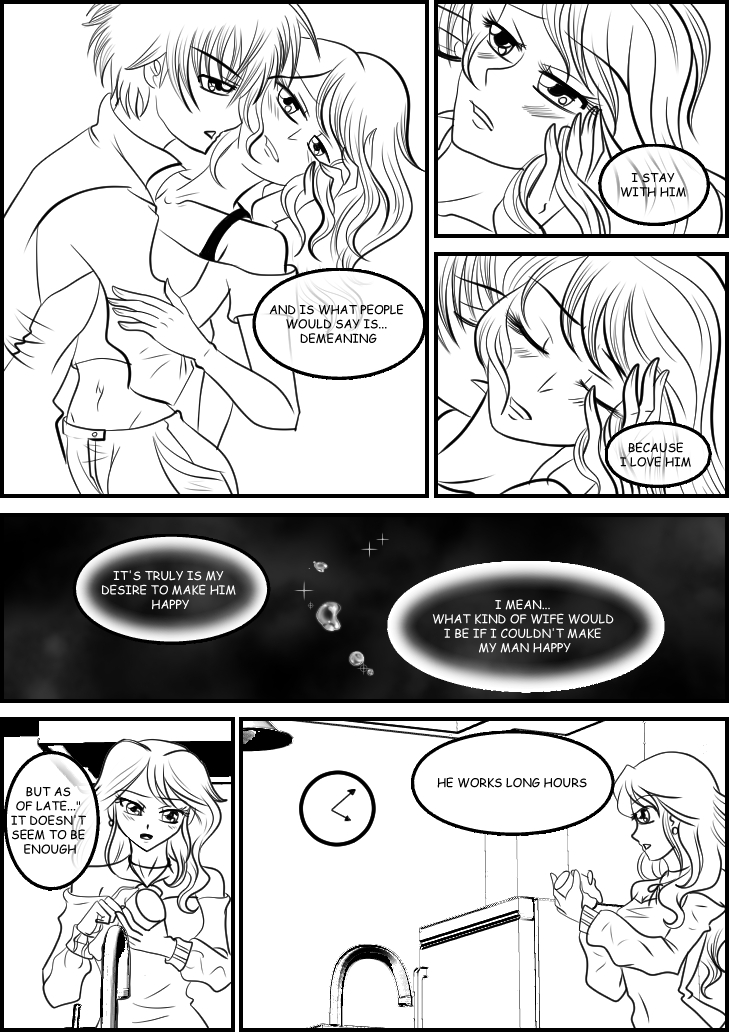 AND IS WHAT PEOPLE
WOULD SAY IS...
DEMEANING
I STAY
WITH HIM
BECAUSE
I LOVE HIM
IT'S TRULY IS MY
DESIRE TO MAKE HIM
HAPPY
I MEAN...
WHAT KIND OF WIFE WOULD
I BE IF I COULDN'T MAKE
MY MAN HAPPY
BUT AS
OF LATE..."
IT DOESN'T
SEEM TO BE
ENOUGH
HE WORKS LONG HOURS